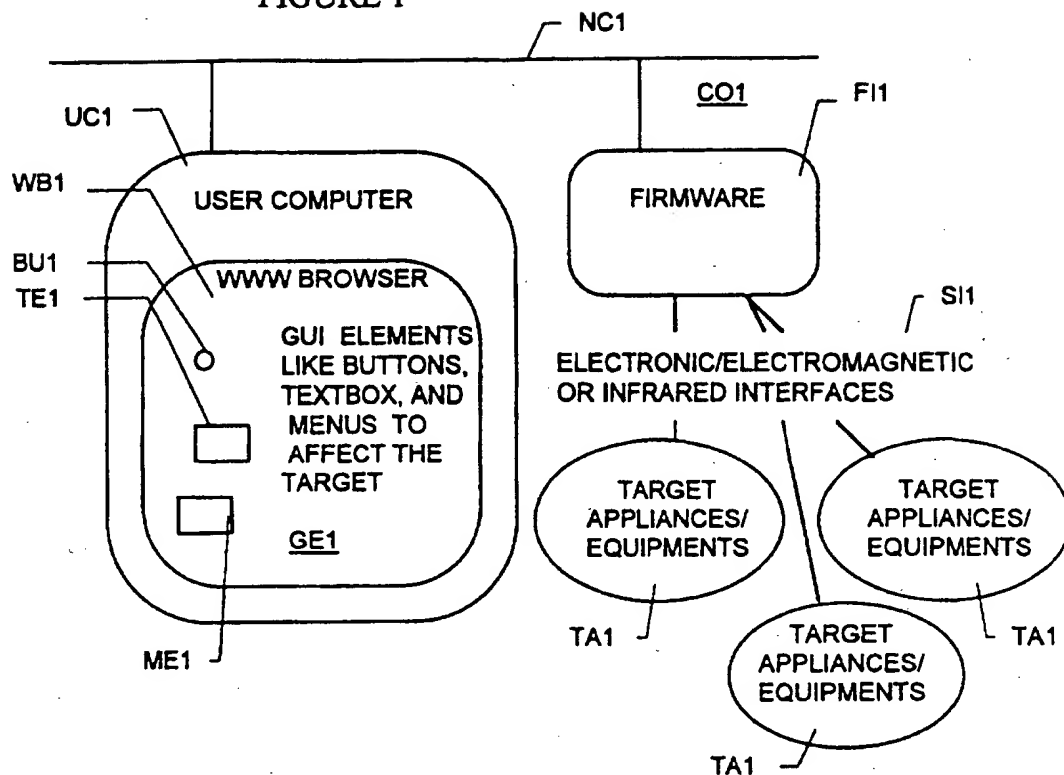 FIGURE 1
NC1
CO1
FI1
UC1
WB1
USER COMPUTER
FIRMWARE
BU1
TE1
WWW BROWSER
SI1
GUI ELEMENTS
LIKE BUTTONS,
TEXTBOX, AND
MENUS TO
AFFECT THE
TARGET
GE1
ELECTRONIC/ELECTROMAGNETIC
OR INFRARED INTERFACES
TARGET
APPLIANCES/
EQUIPMENTS
TARGET
APPLIANCES/
EQUIPMENTS
TA1
TARGET
APPLIANCES/
EQUIPMENTS
TA1
ME1
TA1